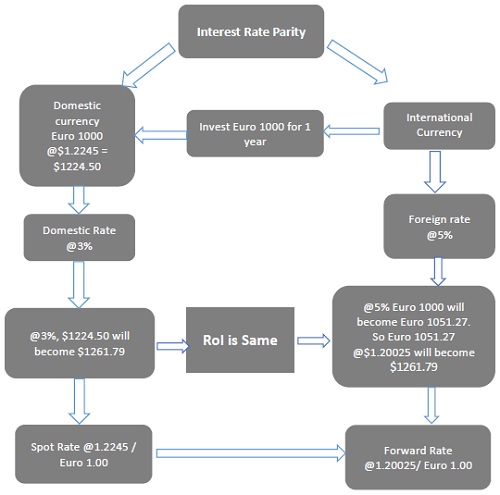 Interest Rate Parity
Domestic
currency
Euro 1000
@$1.2245 =
$1224.50
Invest Euro 1000 for 1
year
International
Currency
Domestic Rate
@3%
Foreign rate
@5%
@3%, $1224.50 will
become $1261.79
RoI is Same
@5% Euro 1000 will
become Euro 1051.27.
So Euro 1051.27
@$1.20025 will become
$1261.79
Spot Rate @1.2245 /
Euro 1.00
Forward Rate
@1.20025/ Euro 1.00